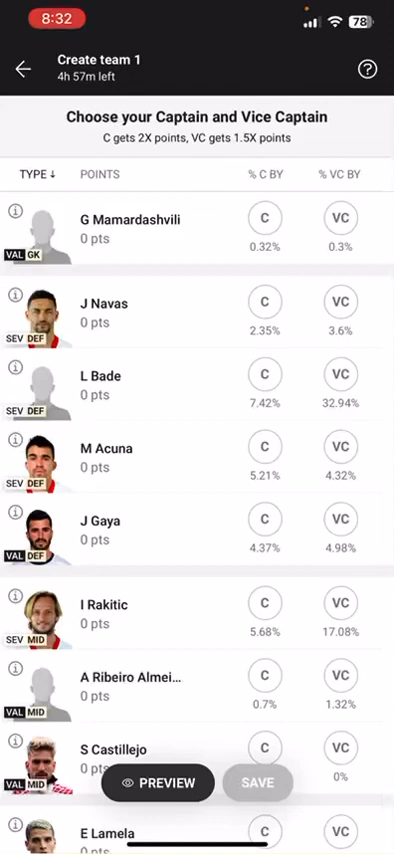 8:32
78
Create team 1
4h 57m left
Choose your Captain and Vice Captain
C gets 2X points, VC gets 1.5X points
TYPE↓ POINTS % C BY % VC BY
G Mamardashvili
0 pts
C VC
0.32% 0.3%
VAL GK
J Navas
0 pts
C VC
2.35% 3.6%
SEV DEF
L Bade
0 pts
C VC
7.42% 32.94%
SEV DEF
M Acuna
0 pts
C VC
5.21% 4.32%
SEV DEF
J Gaya
0 pts
C VC
4.37% 4.98%
VAL DEF
I Rakitic
0 pts
C VC
5.68% 17.08%
SEV MID
A Ribeiro Almei...
0 pts
C VC
0.7% 1.32%
VAL MID
S Castillejo
0 pts
C VC
0%
VAL MID
PREVIEW SAVE
E Lamela
0 pts
C VC